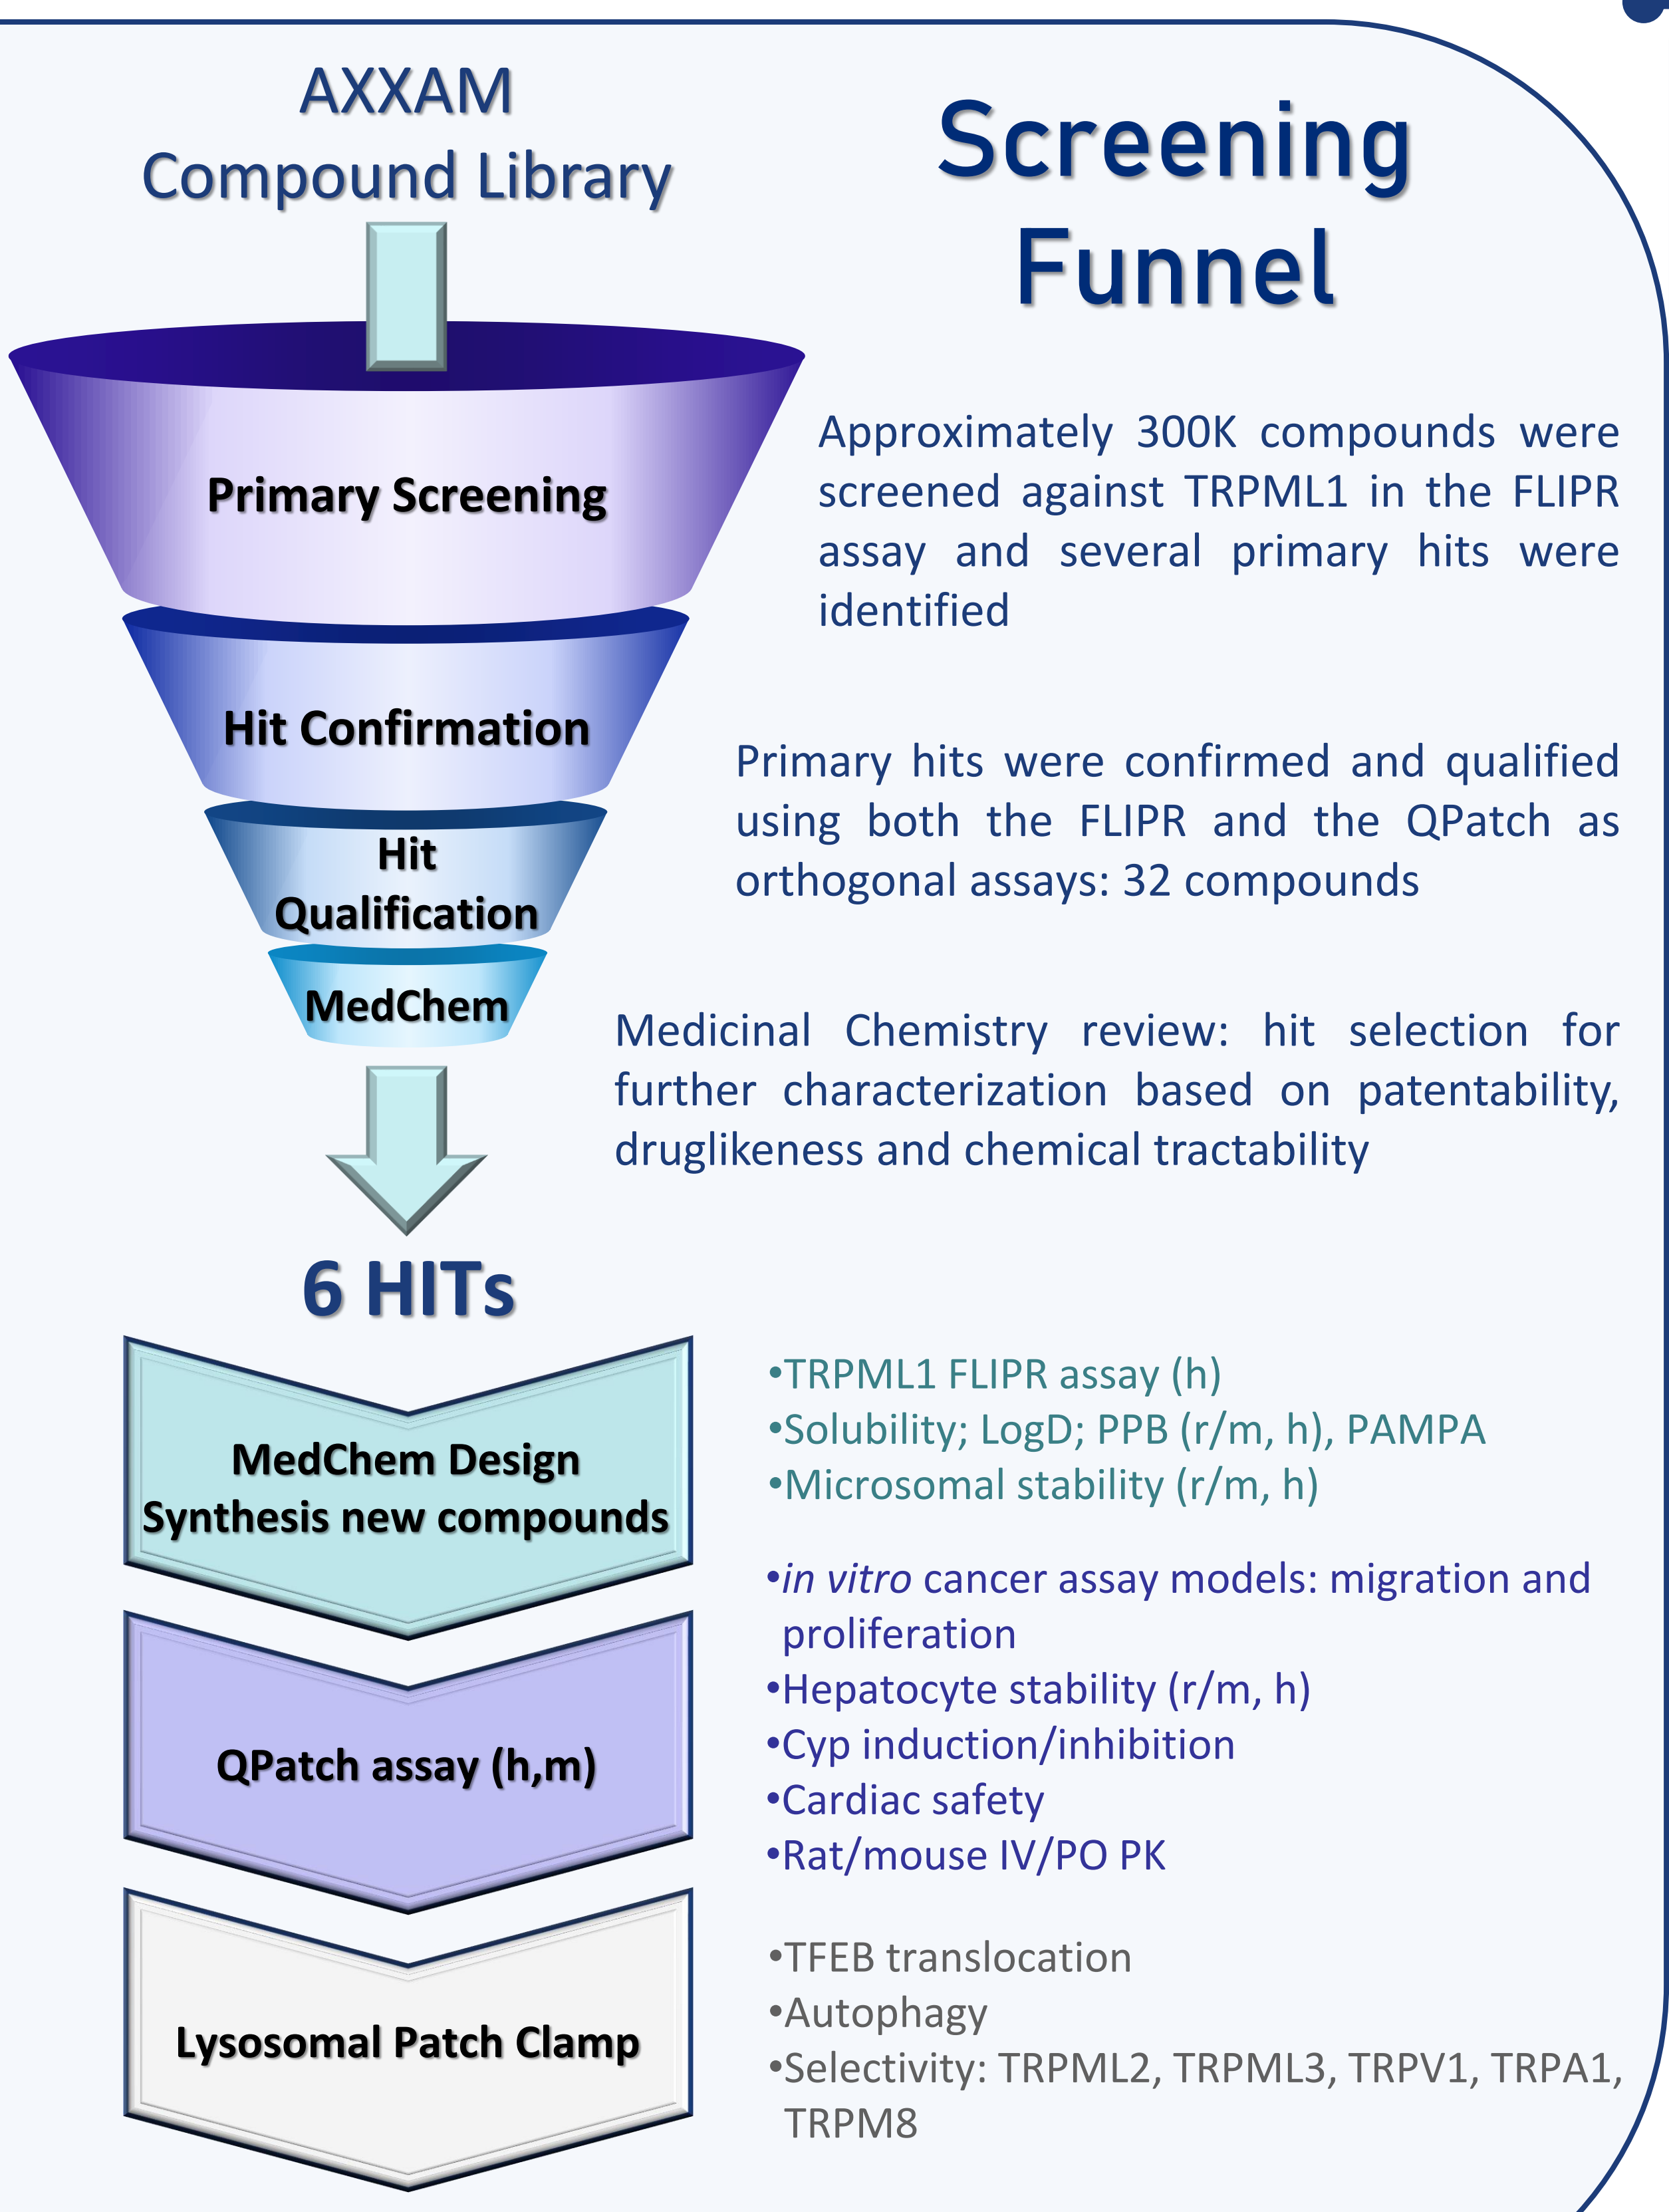 AXXAM
Compound Library
Screening
Funnel
Primary Screening
Approximately 300K compounds were
screened against TRPML1 in the FLIPR
assay and several primary hits were
identified
Hit Confirmation
Primary hits were confirmed and qualified
using both the FLIPR and the QPatch as
orthogonal assays: 32 compounds
Hit
Qualification
MedChem
Medicinal Chemistry review: hit selection for
further characterization based on patentability,
druglikeness and chemical tractability
6 HITs
MedChem Design
Synthesis new compounds
•TRPML1 FLIPR assay (h)
•Solubility; LogD; PPB (r/m, h), PAMPA
•Microsomal stability (r/m, h)
QPatch assay (h,m)
•in vitro cancer assay models: migration and
proliferation
•Hepatocyte stability (r/m, h)
•Cyp induction/inhibition
•Cardiac safety
•Rat/mouse IV/PO PK
Lysosomal Patch Clamp
•TFEB translocation
•Autophagy
•Selectivity: TRPML2, TRPML3, TRPV1, TRPA1,
TRPM8